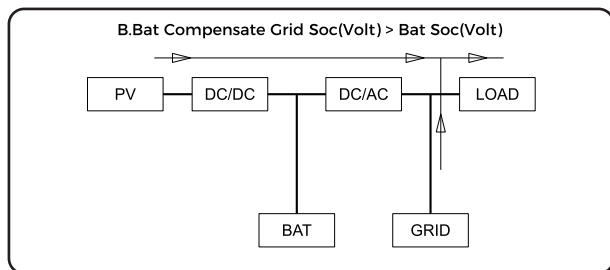 B.Bat Compensate Grid Soc(Volt) > Bat Soc(Volt)
PV DC/DC DC/AC LOAD
BAT GRID